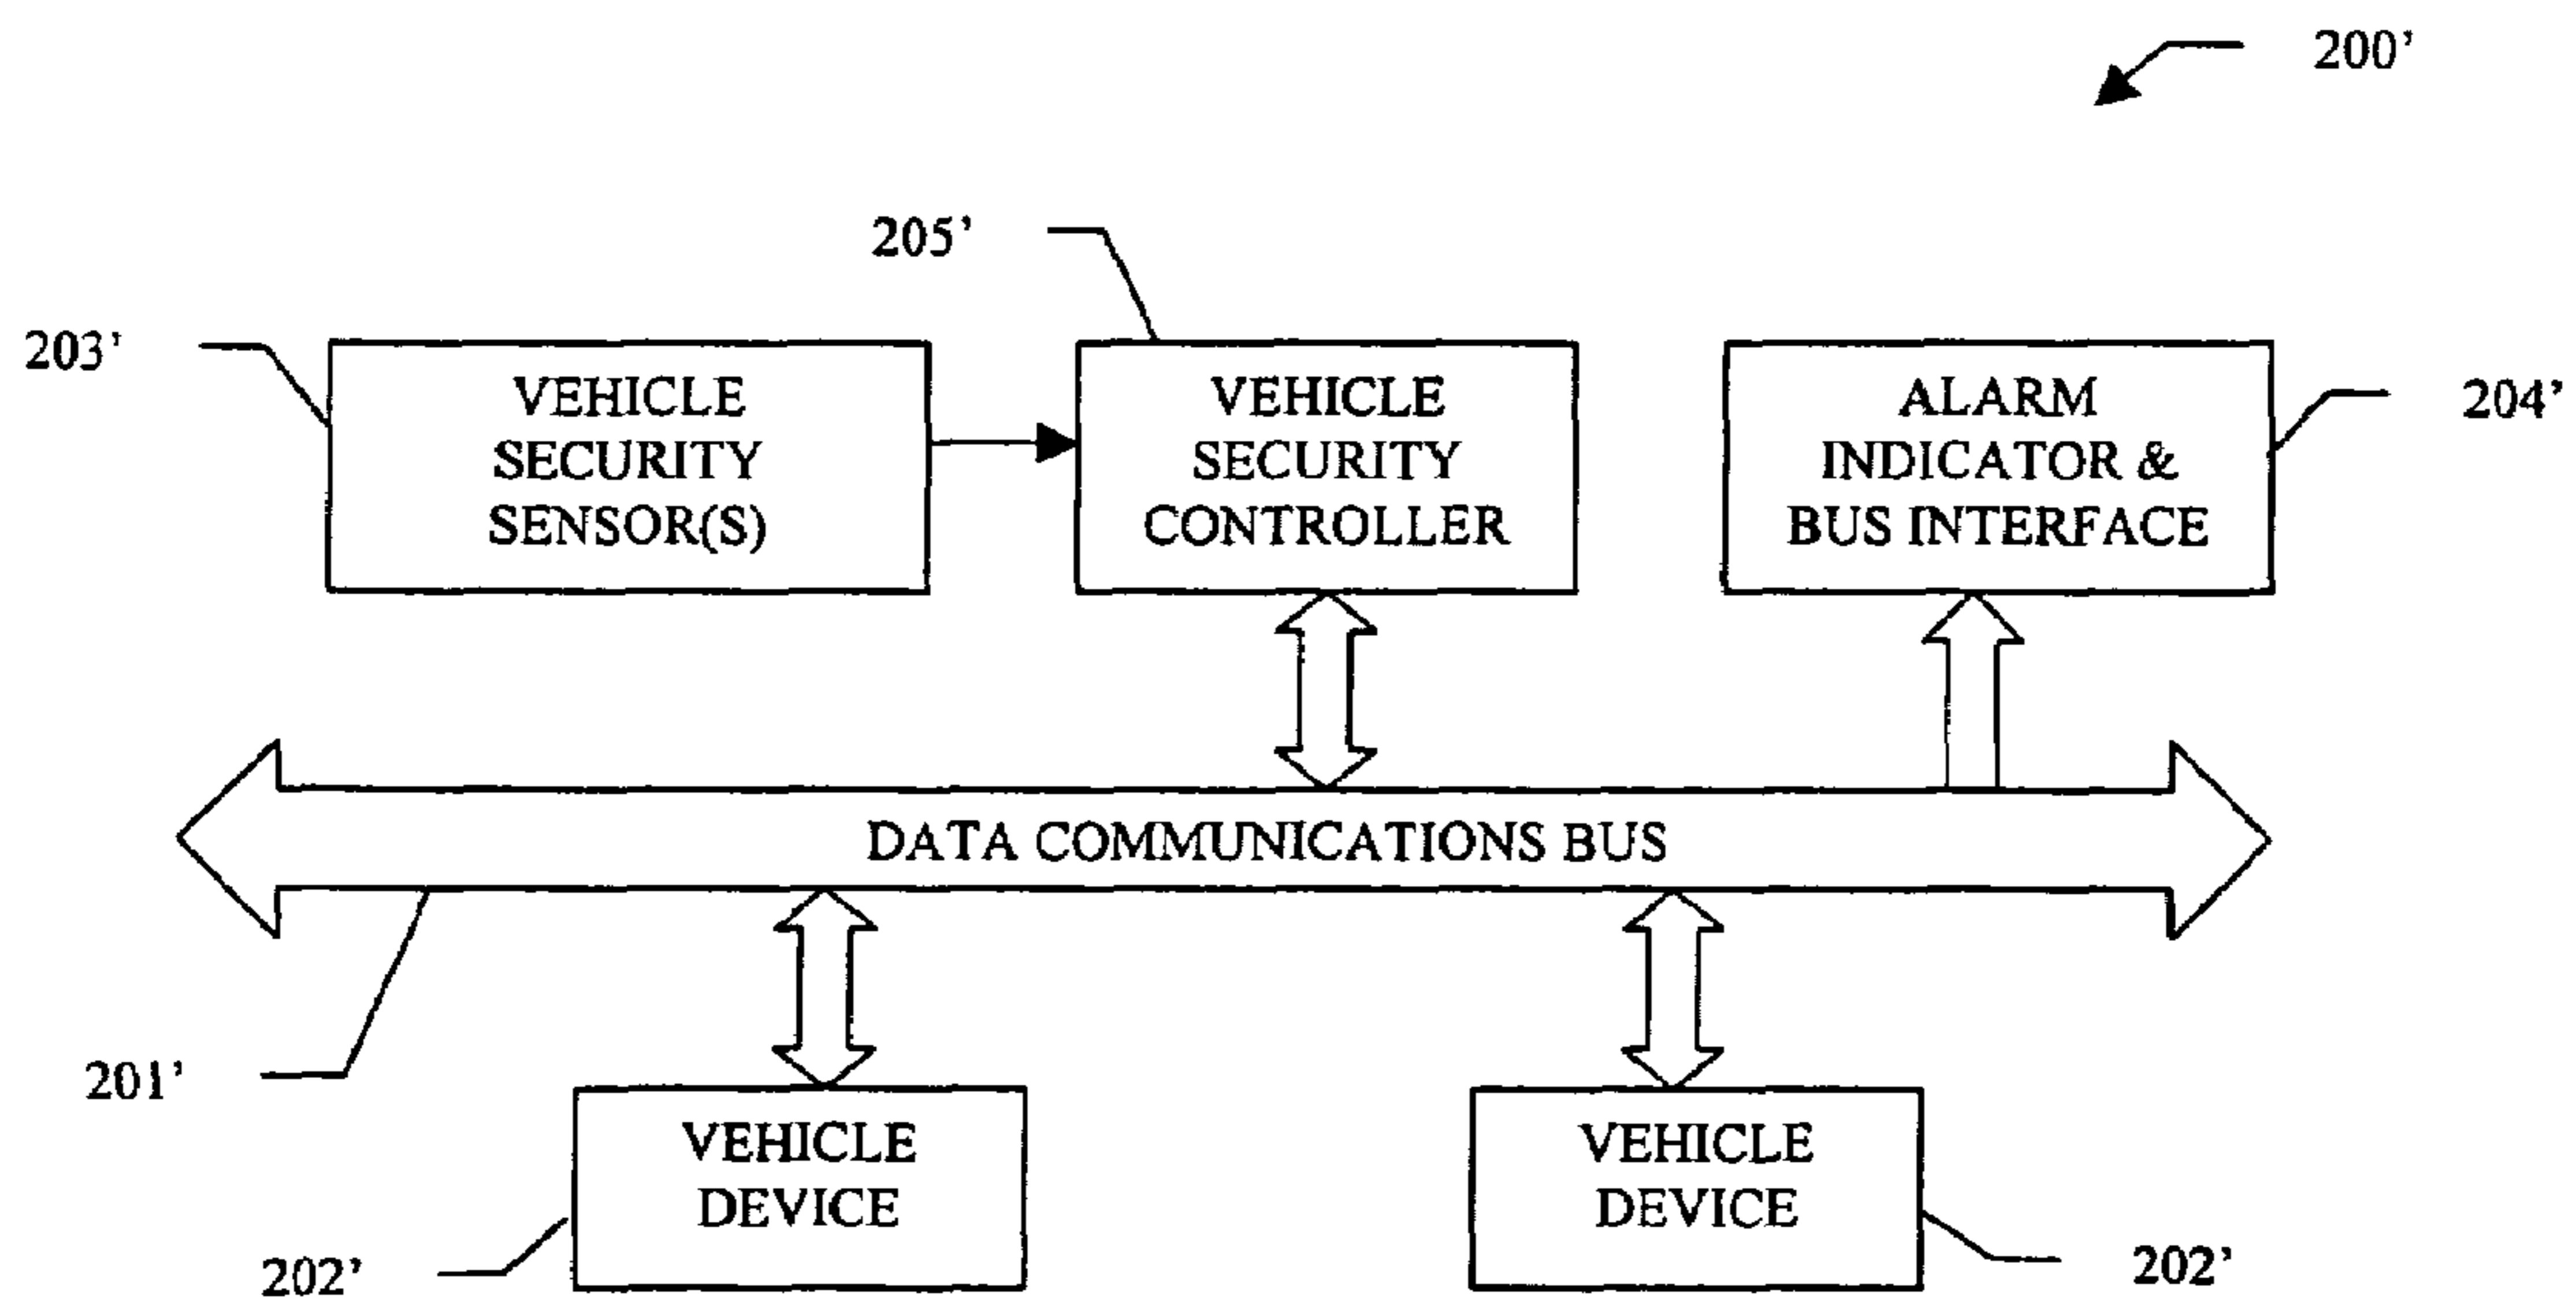 200’
205’
203’
VEHICLE
SECURITY
SENSOR(S)
VEHICLE
SECURITY
CONTROLLER
ALARM
INDICATOR &
BUS INTERFACE
204’
DATA COMMUNICATIONS BUS
201’
VEHICLE
DEVICE
202’
VEHICLE
DEVICE
202’